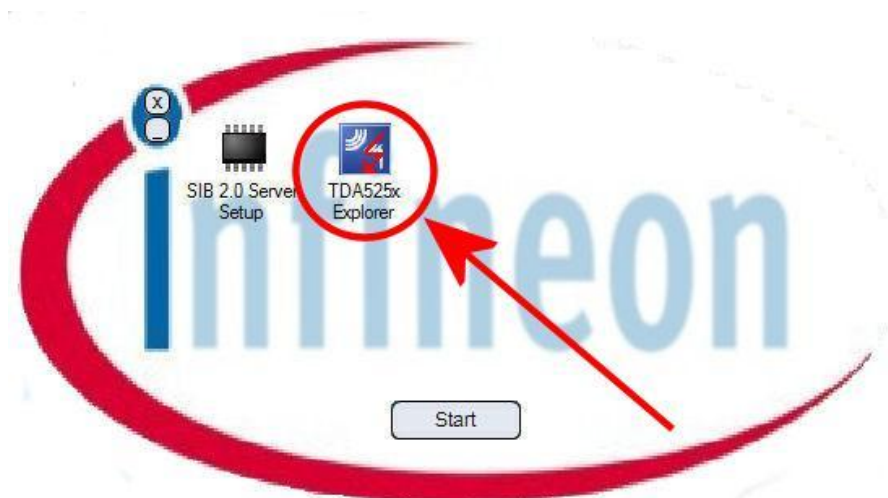 X
_
SIB 2.0 Server
Setup
TDA525x
Explorer
infineon
Start